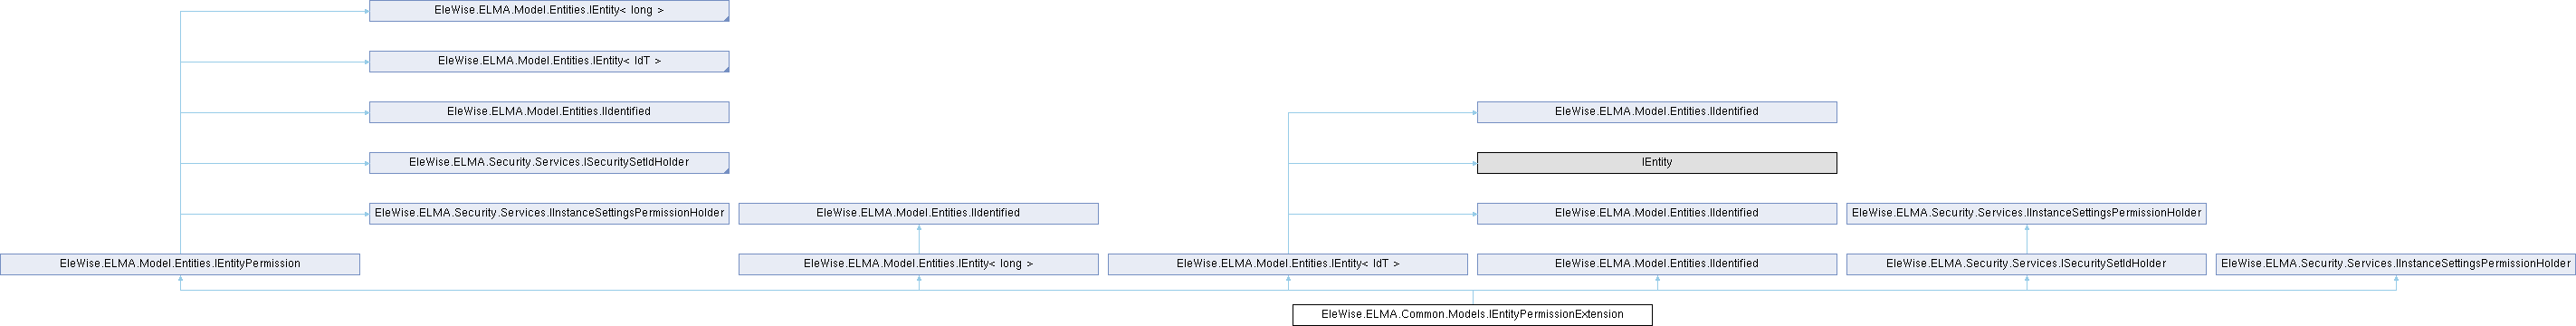 EleWise.ELMA.Model.Entities.IEntity< long >
EleWise.ELMA.Model.Entities.IEntity< IdT >
EleWise.ELMA.Model.Entities.IIdentified
EleWise.ELMA.Model.Entities.IIdentified
EleWise.ELMA.Security.Services.ISecuritySetIdHolder
IEntity
EleWise.ELMA.Security.Services.IInstanceSettingsPermissionHolder
EleWise.ELMA.Model.Entities.IIdentified
EleWise.ELMA.Model.Entities.IIdentified
EleWise.ELMA.Security.Services.IInstanceSettingsPermissionHolder
EleWise.ELMA.Model.Entities.IEntityPermission
EleWise.ELMA.Model.Entities.IEntity< long >
EleWise.ELMA.Model.Entities.IEntity< IdT >
EleWise.ELMA.Model.Entities.IIdentified
EleWise.ELMA.Security.Services.ISecuritySetIdHolder
EleWise.ELMA.Security.Services.IInstanceSettingsPermissionHolder
EleWise.ELMA.Common.Models.IEntityPermissionExtension